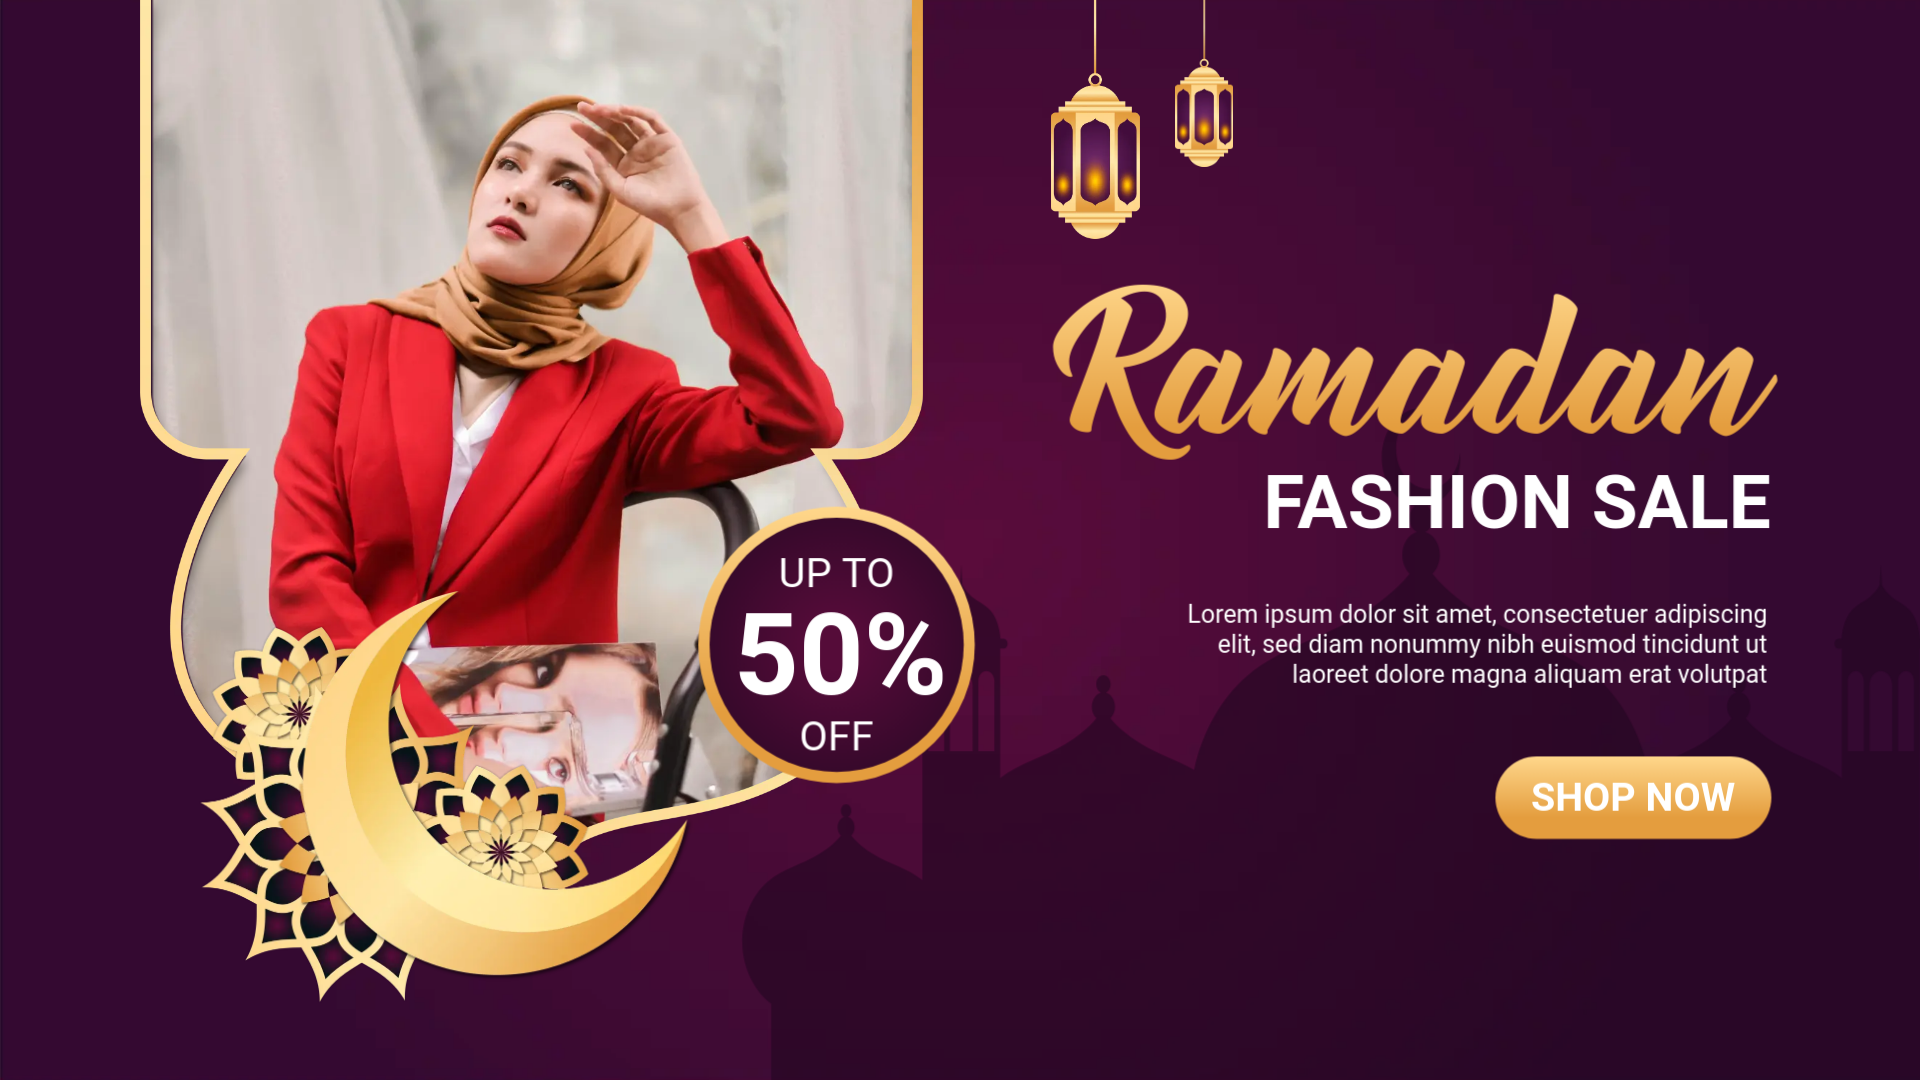 Ramadan
FASHION SALE
Lorem ipsum dolor sit amet, consectetuer adipiscing
elit, sed diam nonummy nibh euismod tincidunt ut
laoreet dolore magna aliquam erat volutpat
SHOP NOW
UP TO
50%
OFF